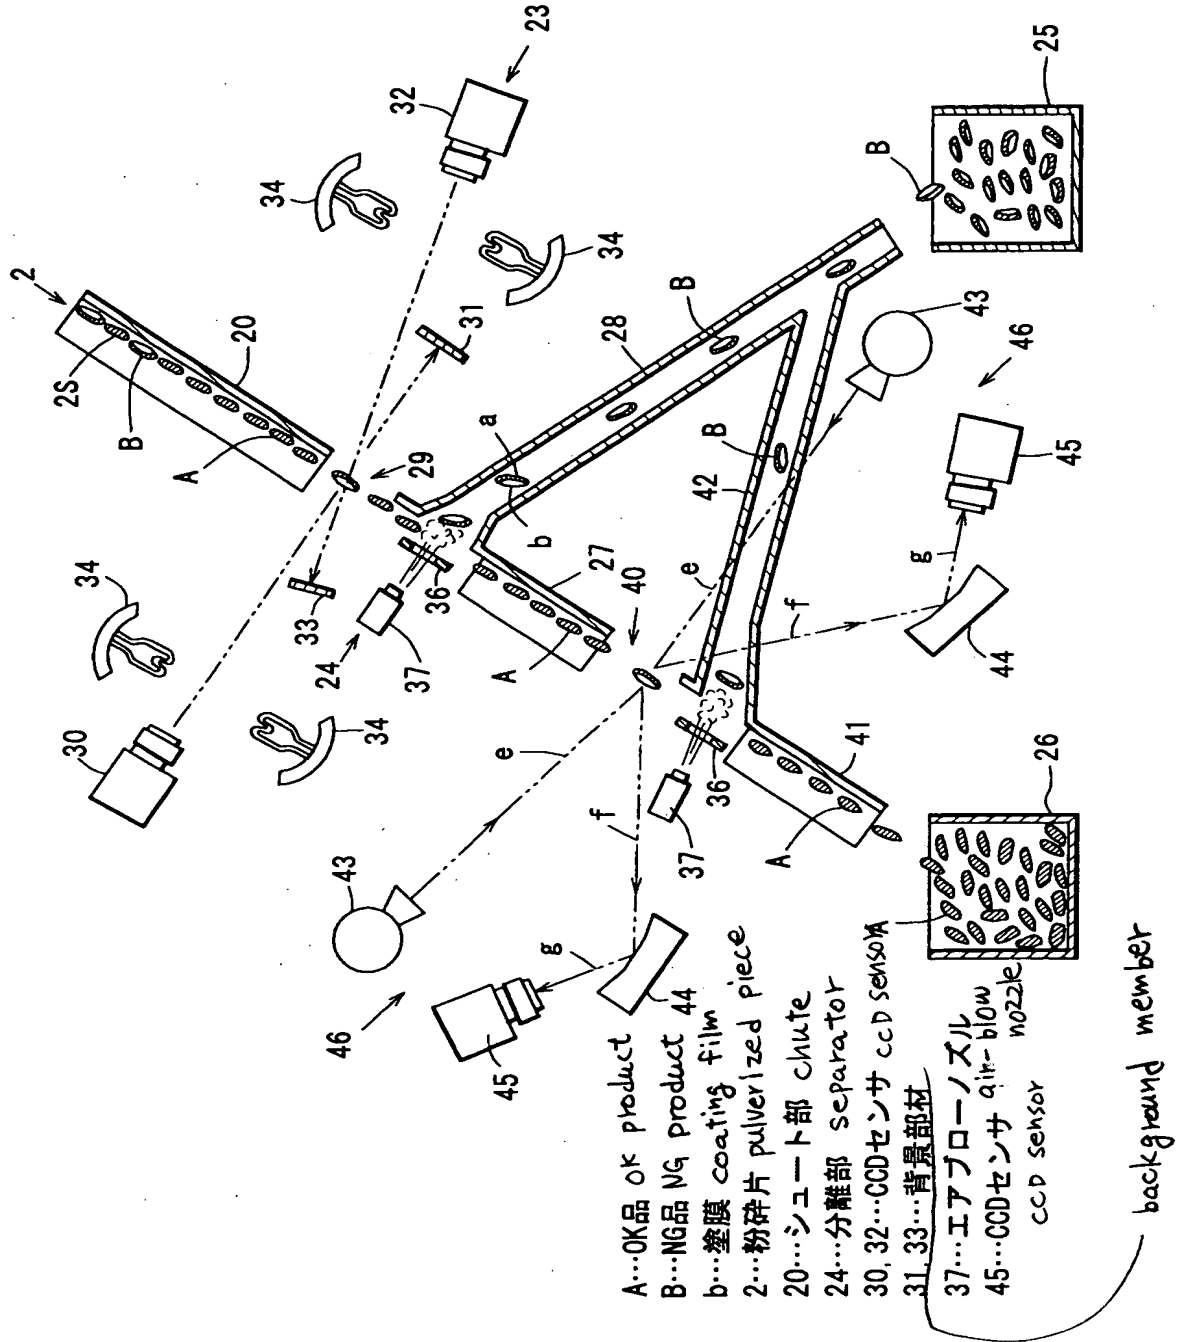 2
30
2S
34
B
A
20
34
33
24
46
43
34
32
37
29
36
31
a
e
A
45
b
23
g
27
f
34
40
28
44
B
e
37
42
36
B
A
f
41
B
A
g
43
44
46
26
25
45
A…OK品 OK product
B…NG品 NG product
b…塗膜 coating film
2…粉砕片 pulverized piece
20…シュート部 chute
24…分離部 separator
30, 32…CCDセンサ CCD sensor
31, 33…背景部材
37…エアブローノズル air-blow nozzle
45…CCDセンサ
CCD sensor
background member